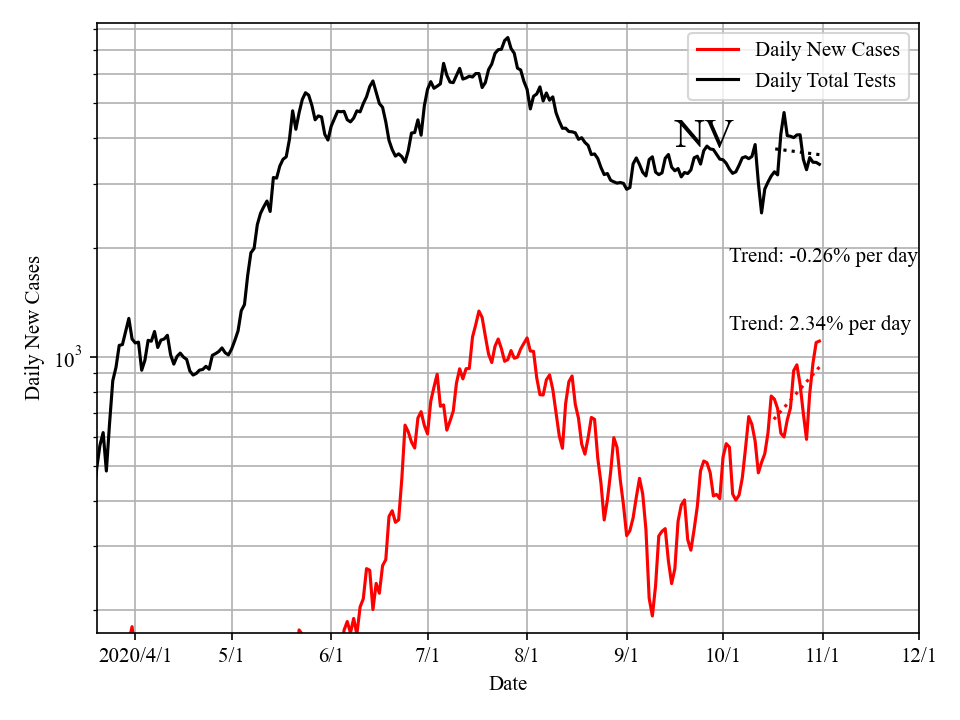 Daily New Cases
Daily Total Tests
NV
Trend: -0.26% per day
Trend: 2.34% per day
Daily New Cases
10³
2020/4/1 5/1 6/1 7/1 8/1 9/1 10/1 11/1 12/1
Date